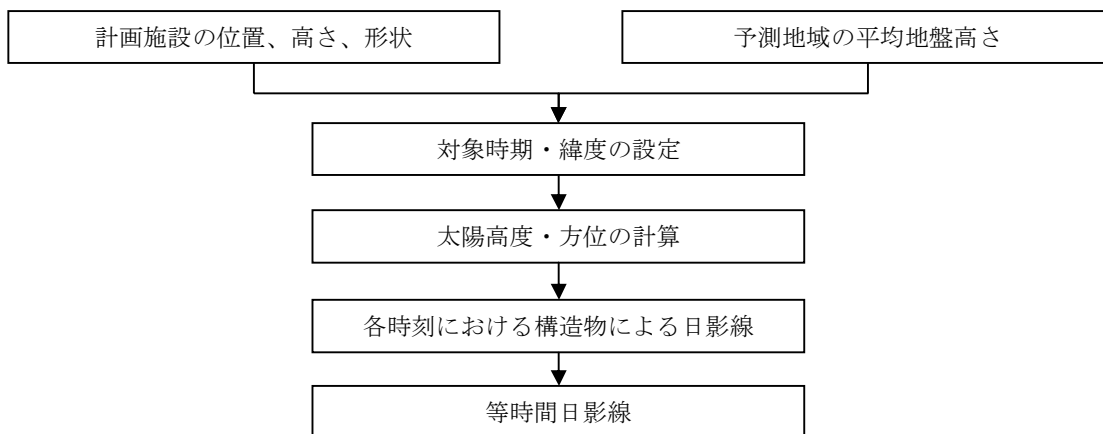 計画施設の位置、高さ、形状
予測地域の平均地盤高さ
対象時期・緯度の設定
太陽高度・方位の計算
各時刻における構造物による日影線
等時間日影線